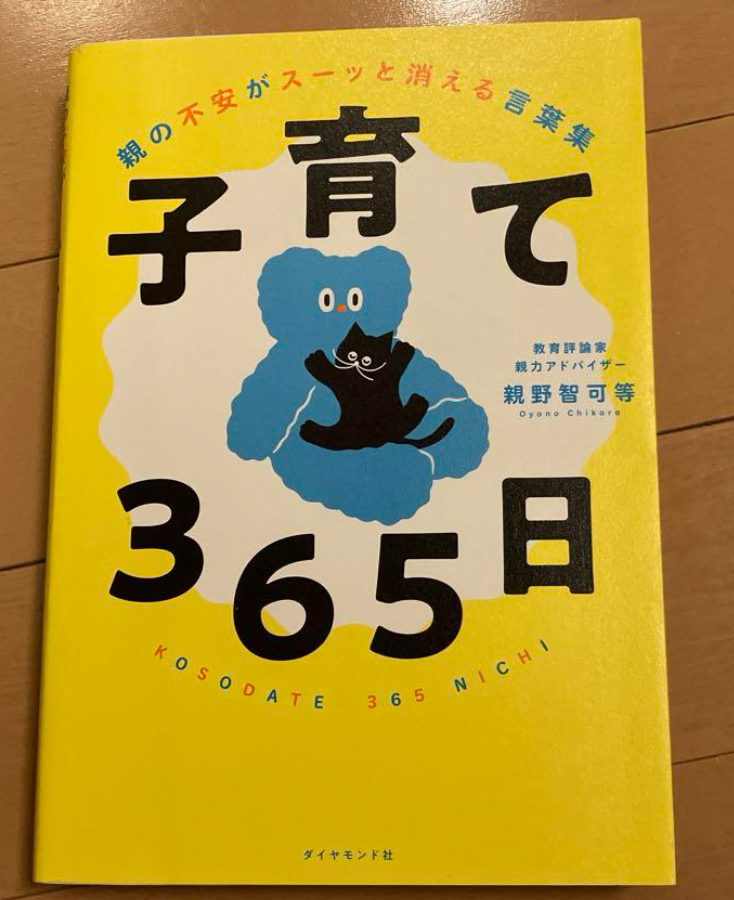 親の不安がスーッと消える言葉集
子育て
365日
教育評論家
親力アドバイザー
親野智可等
Oyano Chikara
KOSODATE 365 NICHI
ダイヤモンド社